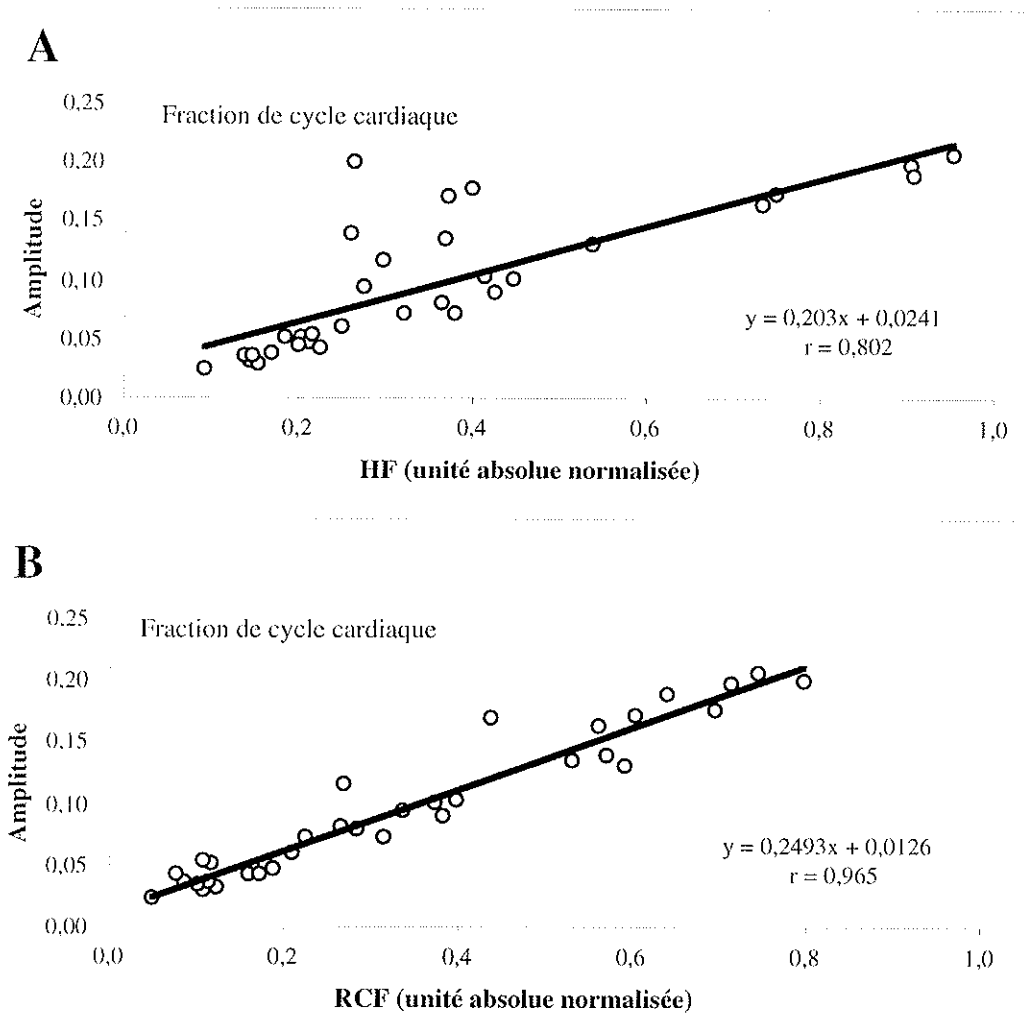 A
Fraction de cycle cardiaque
0,25
0,20
0,15
0,10
0,05
0,00
Amplitude
y = 0,203x + 0,0241
r = 0,802
0,0 0,2 0,4 0,6 0,8 1,0
HF (unité absolue normalisée)
B
Fraction de cycle cardiaque
0,25
0,20
0,15
0,10
0,05
0,00
Amplitude
y = 0,2493x + 0,0126
r = 0,965
0,0 0,2 0,4 0,6 0,8 1,0
RCF (unité absolue normalisée)